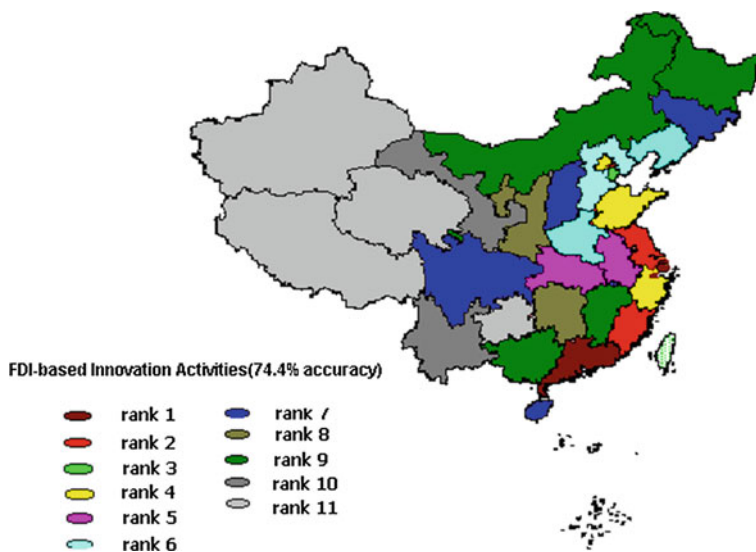 FDI-based Innovation Activities(74.4% accuracy)
rank 1
rank 2
rank 3
rank 4
rank 5
rank 6
rank 7
rank 8
rank 9
rank 10
rank 11